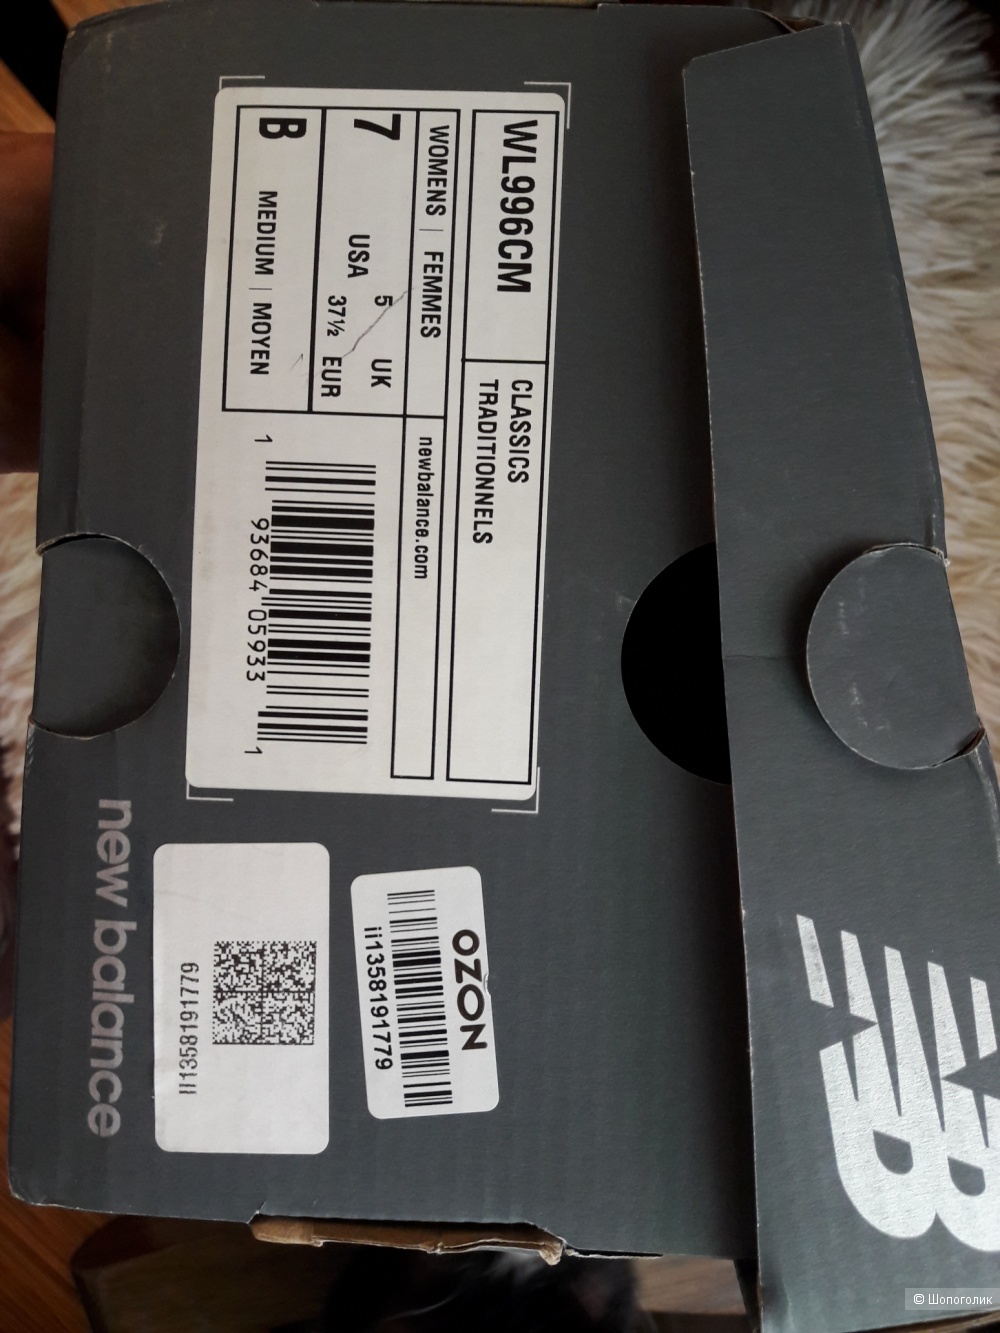 WL996CM
CLASSICS
TRADITIONNELS
WOMENS | FEMMES
newbalance.com
7 USA
5 UK
37½ EUR
B MEDIUM | MOYEN
1 93684 05933 1
new balance
ii1358191779
OZON
ii1358191779
NB
© Шопоголик